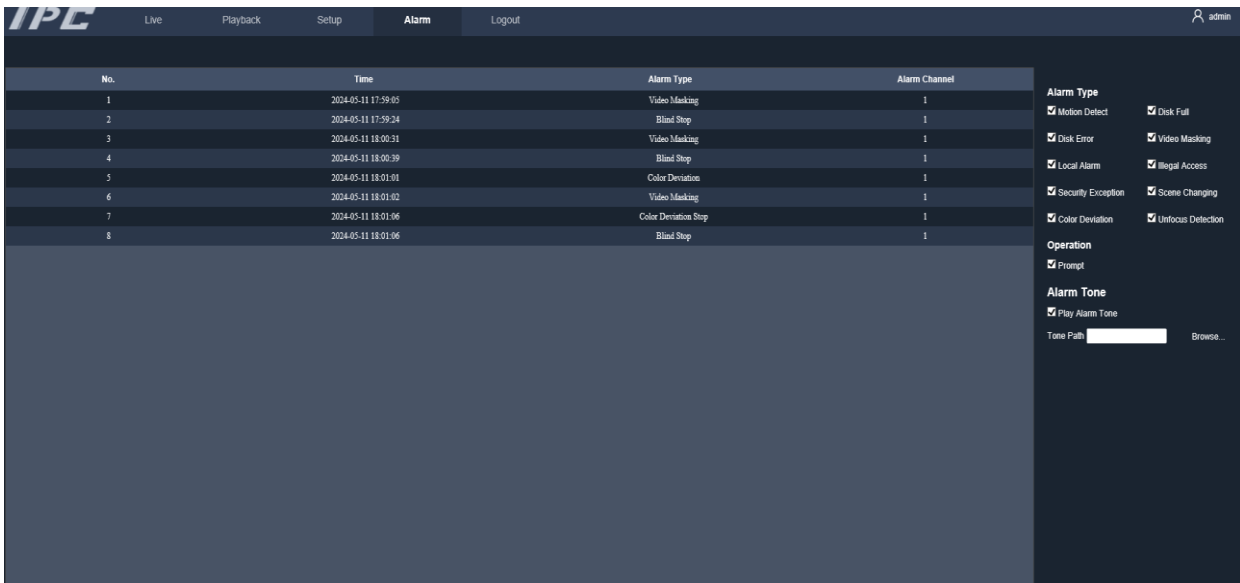 IPC Live Playback Setup Alarm Logout admin
No. Time Alarm Type Alarm Channel
1 2024-05-11 17:59:05 Video Masking 1
2 2024-05-11 17:59:24 Blind Stop 1
3 2024-05-11 18:00:31 Video Masking 1
4 2024-05-11 18:00:39 Blind Stop 1
5 2024-05-11 18:01:01 Color Deviation 1
6 2024-05-11 18:01:02 Video Masking 1
7 2024-05-11 18:01:06 Color Deviation Stop 1
8 2024-05-11 18:01:06 Blind Stop 1
Alarm Type
Motion Detect Disk Full
Disk Error Video Masking
Local Alarm Illegal Access
Security Exception Scene Changing
Color Deviation Unfocus Detection
Operation
Prompt
Alarm Tone
Play Alarm Tone
Tone Path Browse...